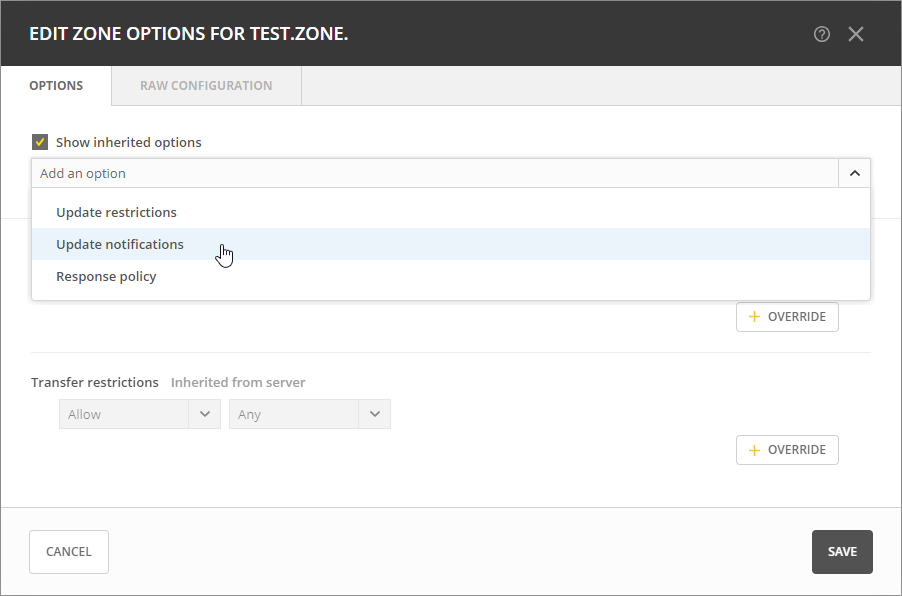 EDIT ZONE OPTIONS FOR TEST.ZONE.
OPTIONS
RAW CONFIGURATION
Show inherited options
Add an option
Update restrictions
Update notifications
Response policy
OVERRIDE
Transfer restrictions Inherited from server
Allow Any
OVERRIDE
CANCEL SAVE